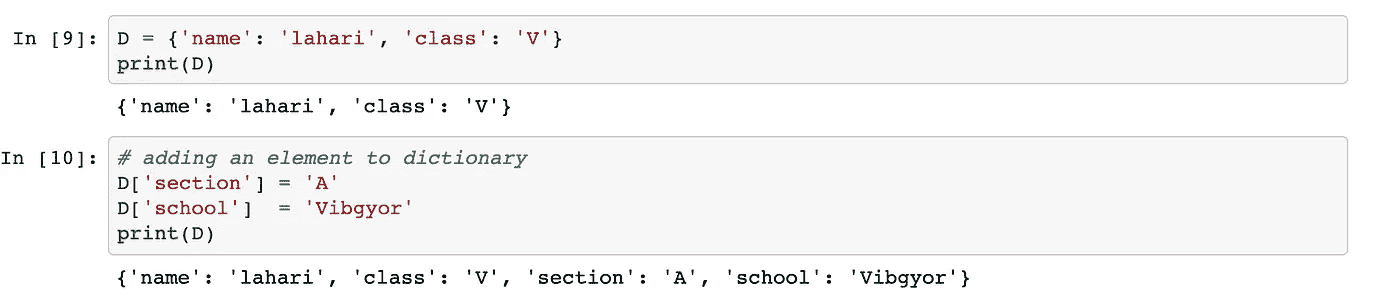 In [9]: D = {'name': 'lahari', 'class': 'V'}
print(D)
{'name': 'lahari', 'class': 'V'}
In [10]: # adding an element to dictionary
D['section'] = 'A'
D['school']  = 'Vibgyor'
print(D)
{'name': 'lahari', 'class': 'V', 'section': 'A', 'school': 'Vibgyor'}